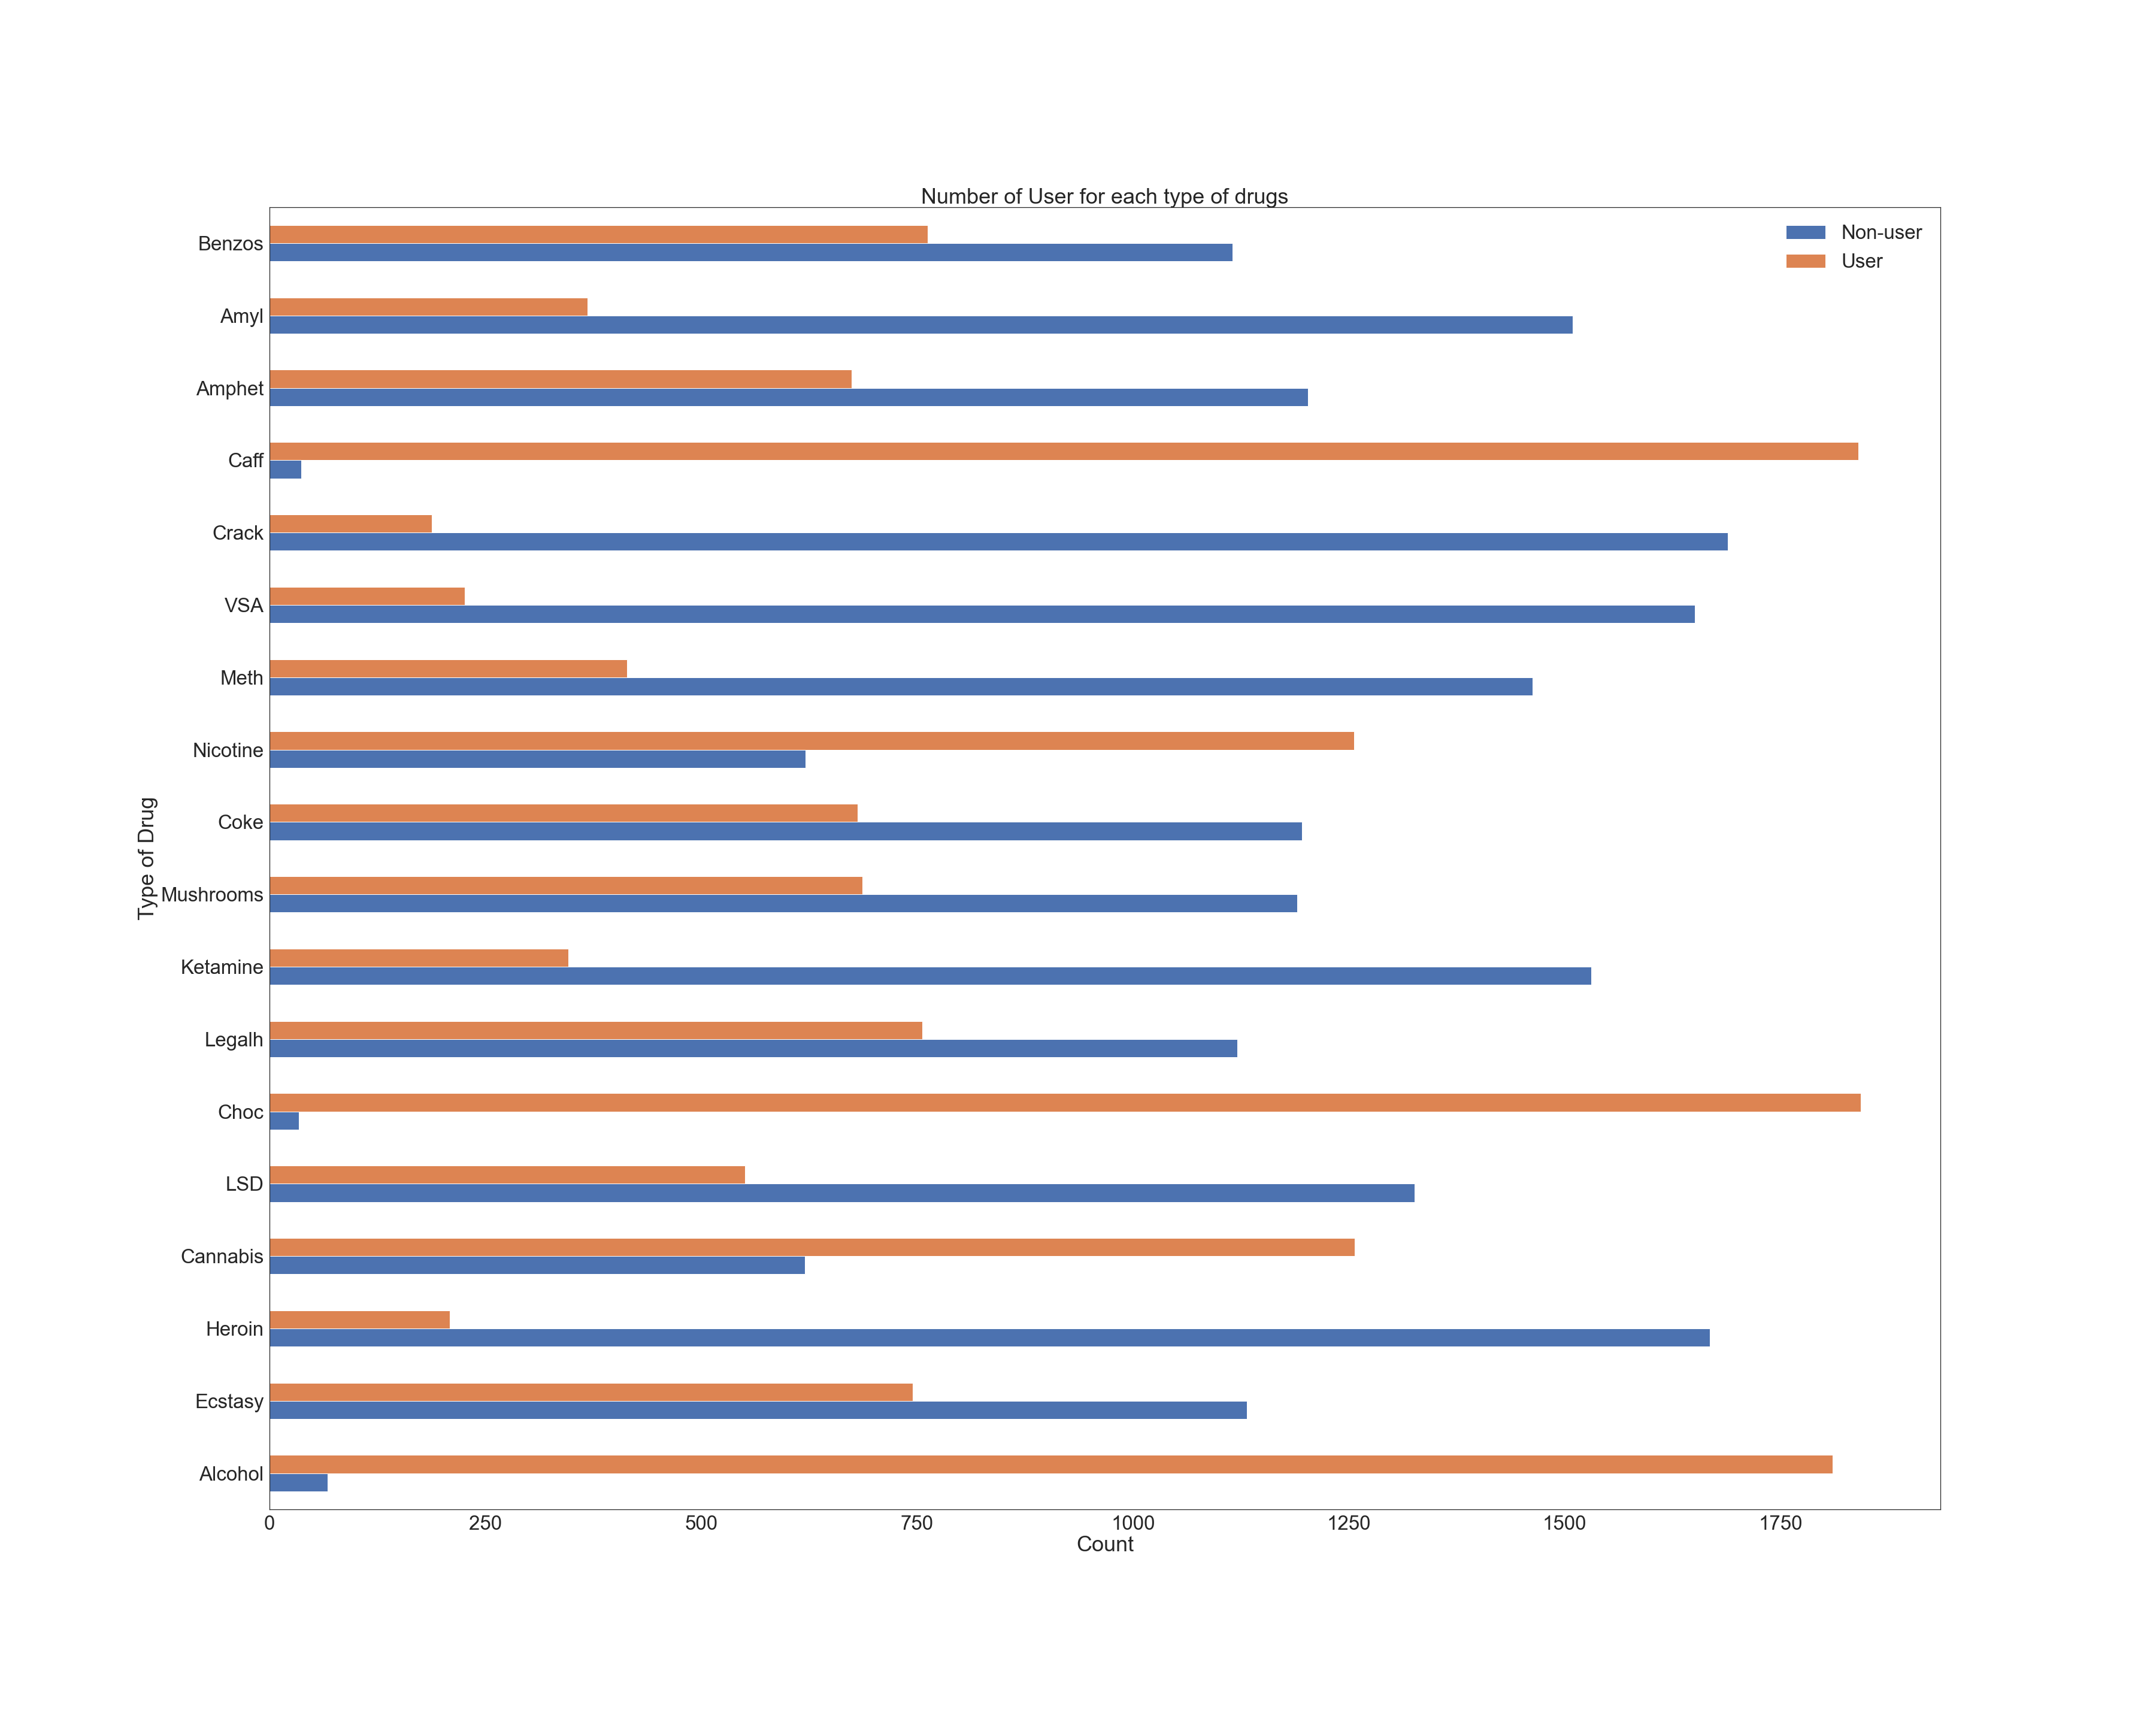 Number of User for each type of drugs
Non-user
User
Benzos
Amyl
Amphet
Caff
Crack
VSA
Meth
Nicotine
Coke
Mushrooms
Ketamine
Legalh
Choc
LSD
Cannabis
Heroin
Ecstasy
Alcohol
Type of Drug
0 250 500 750 1000 1250 1500 1750
Count